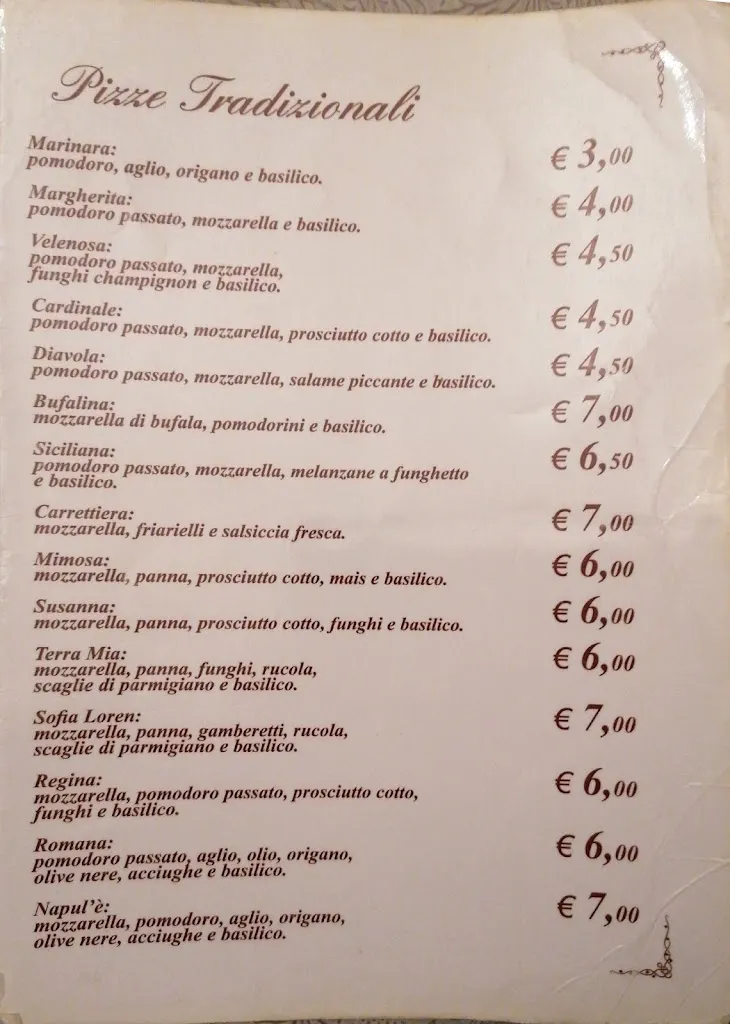 Pizze Tradizionali
Marinara:
pomodoro, aglio, origano e basilico.
€ 3,00
Margherita:
pomodoro passato, mozzarella e basilico.
€ 4,00
Velenosa:
pomodoro passato, mozzarella,
funghi champignon e basilico.
€ 4,50
Cardinale:
pomodoro passato, mozzarella, prosciutto cotto e basilico.
€ 4,50
Diavola:
pomodoro passato, mozzarella, salame piccante e basilico.
€ 4,50
Bufalina:
mozzarella di bufala, pomodorini e basilico.
€ 7,00
Siciliana:
pomodoro passato, mozzarella, melanzane a funghetto
e basilico.
€ 6,50
Carrettiera:
mozzarella, friarielli e salsiccia fresca.
€ 7,00
Mimosa:
mozzarella, panna, prosciutto cotto, mais e basilico.
€ 6,00
Susanna:
mozzarella, panna, prosciutto cotto, funghi e basilico.
€ 6,00
Terra Mia:
mozzarella, panna, funghi, rucola,
scaglie di parmigiano e basilico.
€ 6,00
Sofia Loren:
mozzarella, panna, gamberetti, rucola,
scaglie di parmigiano e basilico.
€ 7,00
Regina:
mozzarella, pomodoro passato, prosciutto cotto,
funghi e basilico.
€ 6,00
Romana:
pomodoro passato, aglio, olio, origano,
olive nere, acciughe e basilico.
€ 6,00
Napul'è:
mozzarella, pomodoro, aglio, origano,
olive nere, acciughe e basilico.
€ 7,00